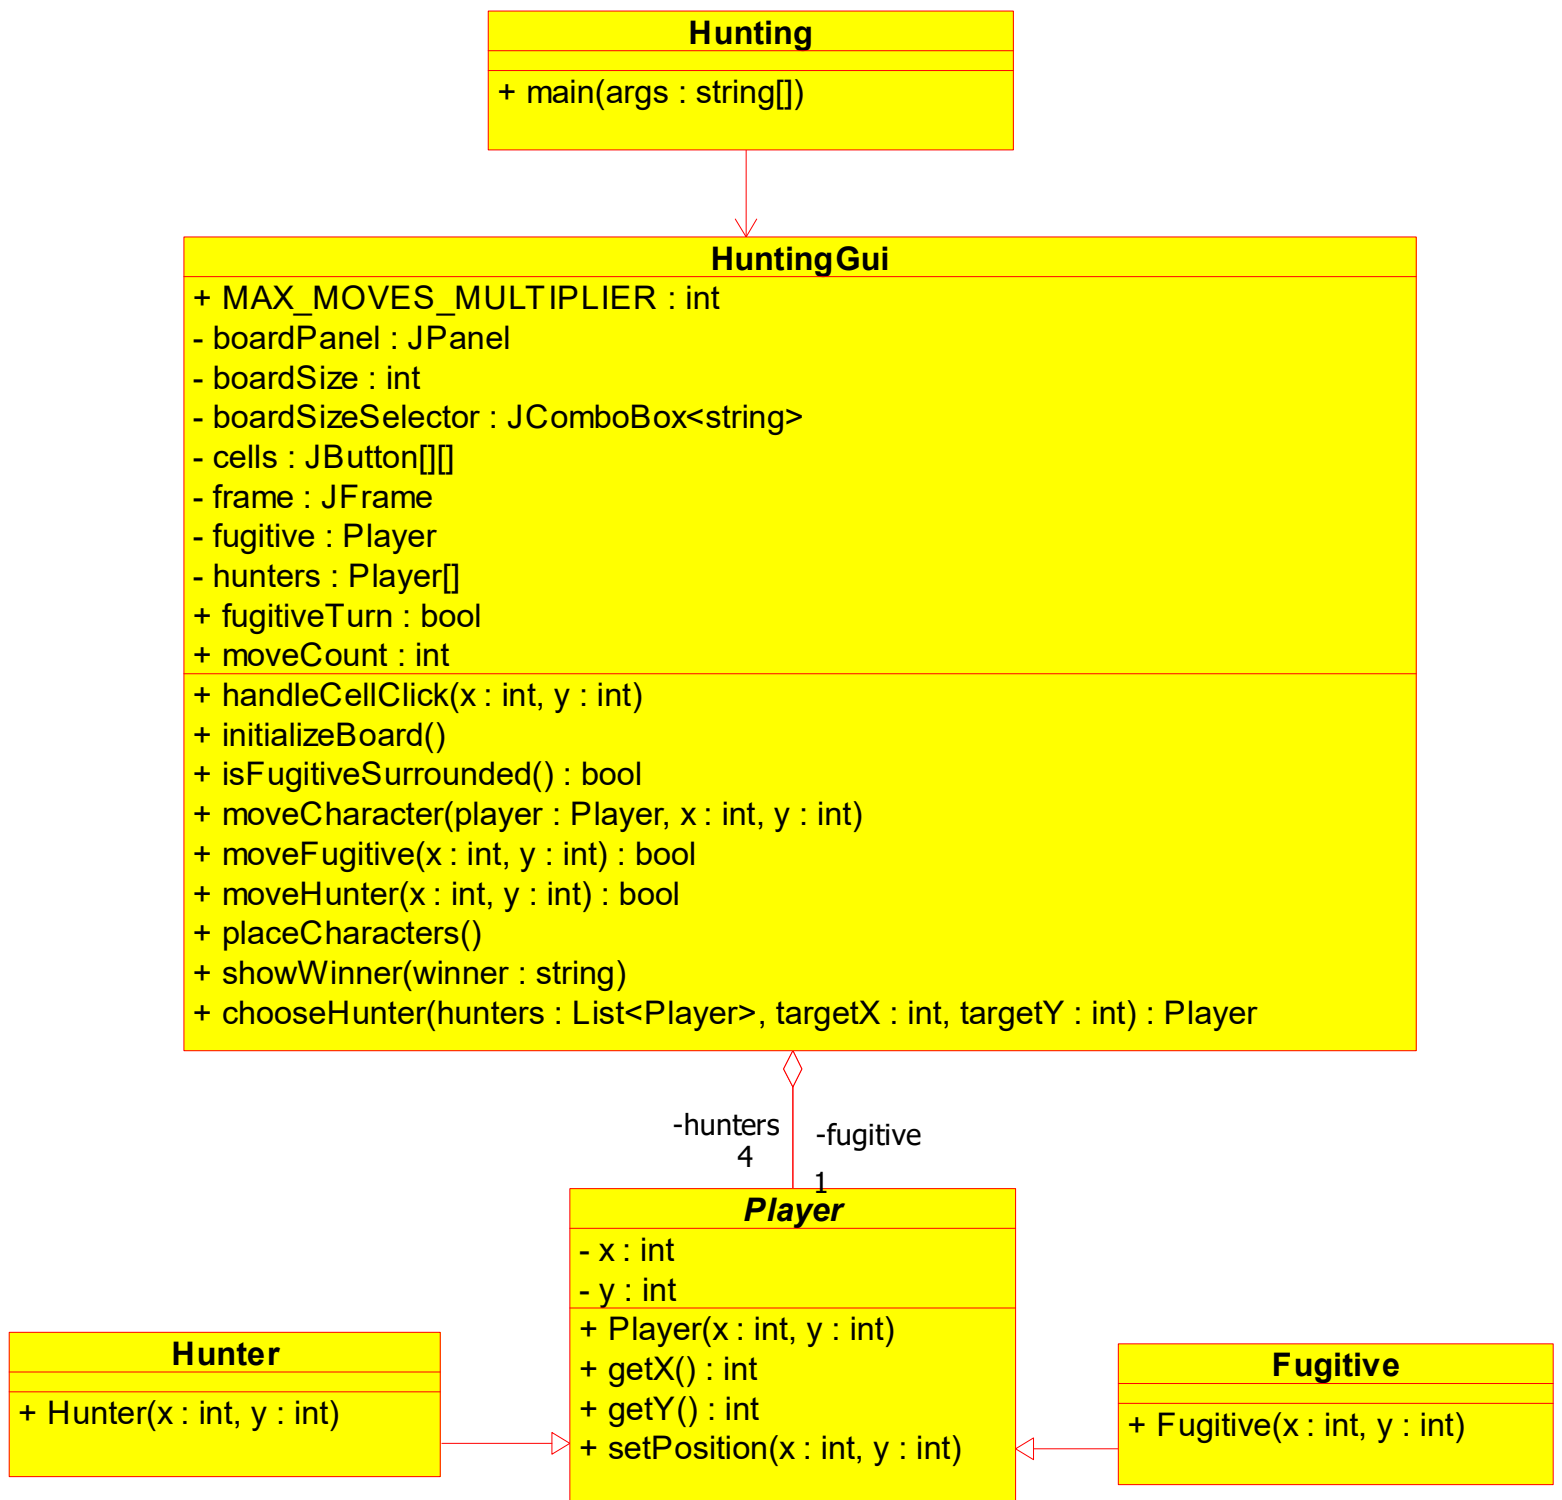 Hunting
+ main(args : string[])
HuntingGui
+ MAX_MOVES_MULTIPLIER : int
- boardPanel : JPanel
- boardSize : int
- boardSizeSelector : JComboBox<string>
- cells : JButton[][]
- frame : JFrame
- fugitive : Player
- hunters : Player[]
+ fugitiveTurn : bool
+ moveCount : int
+ handleCellClick(x : int, y : int)
+ initializeBoard()
+ isFugitiveSurrounded() : bool
+ moveCharacter(player : Player, x : int, y : int)
+ moveFugitive(x : int, y : int) : bool
+ moveHunter(x : int, y : int) : bool
+ placeCharacters()
+ showWinner(winner : string)
+ chooseHunter(hunters : List<Player>, targetX : int, targetY : int) : Player
-hunters
4
-fugitive
1
Player
- x : int
- y : int
+ Player(x : int, y : int)
+ getX() : int
+ getY() : int
+ setPosition(x : int, y : int)
Hunter
+ Hunter(x : int, y : int)
Fugitive
+ Fugitive(x : int, y : int)